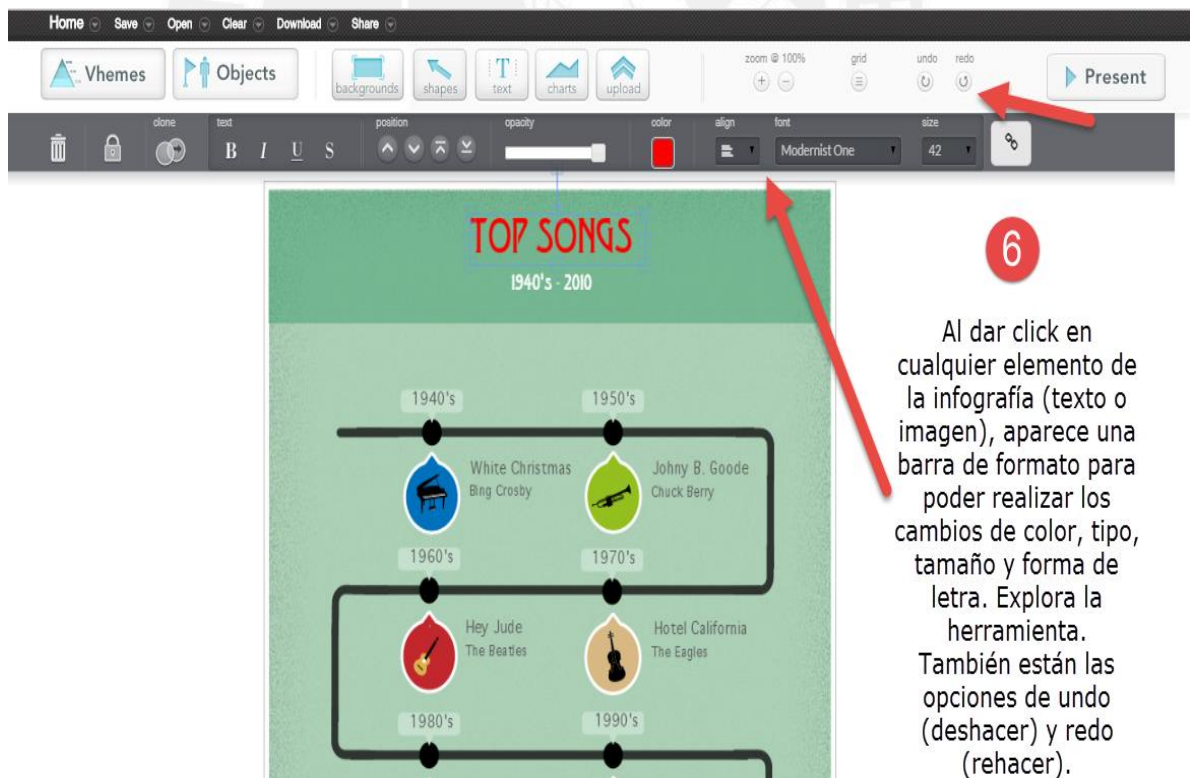 Home Save Open Clear Download Share
Vhemes Objects backgrounds shapes text charts upload zoom @ 100% grid undo redo Present
clone text position opacity color align font size
B I U S Modernist One 42
TOP SONGS
1940's - 2010
6
Al dar click en
cualquier elemento de
la infografía (texto o
imagen), aparece una
barra de formato para
poder realizar los
cambios de color, tipo,
tamaño y forma de
letra. Explora la
herramienta.
También están las
opciones de undo
(deshacer) y redo
(rehacer).
1940's 1950's
White Christmas Johny B. Goode
Bing Crosby Chuck Berry
1960's 1970's
Hey Jude Hotel California
The Beatles The Eagles
1980's 1990's